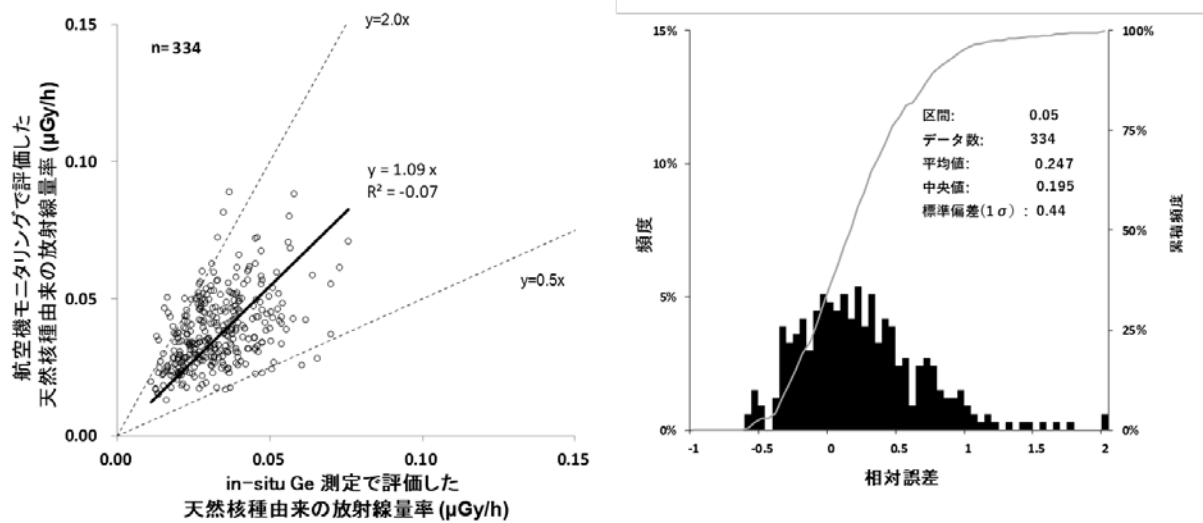 n= 334
y=2.0x
y = 1.09 x
R² = -0.07
y=0.5x
0.15
0.10
0.05
0.00
航空機モニタリングで評価した
天然核種由来の放射線量率 (μGy/h)
0.00
0.05
0.10
0.15
in-situ Ge 測定で評価した
天然核種由来の放射線量率 (μGy/h)
15%
10%
5%
0%
頻度
100%
75%
50%
25%
0%
累積頻度
区間: 0.05
データ数: 334
平均値: 0.247
中央値: 0.195
標準偏差(1σ) : 0.44
-1
-0.5
0
0.5
1
1.5
2
相対誤差